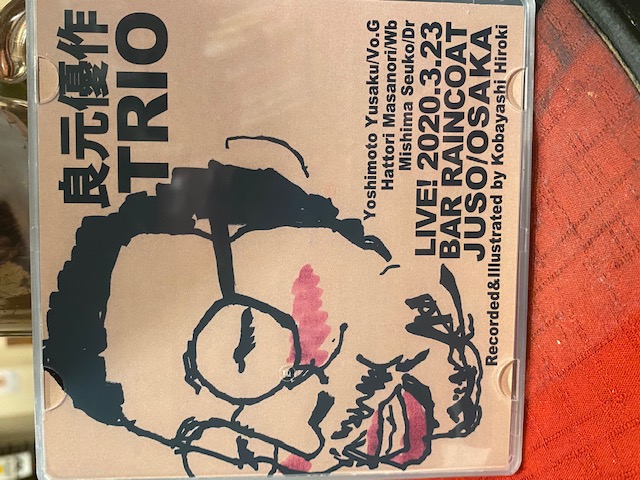 良元優作
TRIO
Yoshimoto Yusaku/Vo.G
Hattori Masanori/Wb
Mishima Seuko/Dr
LIVE! 2020.3.23
BAR RAINCOAT
JUSO/OSAKA
Recorded&Illustrated by Kobayashi Hiroki